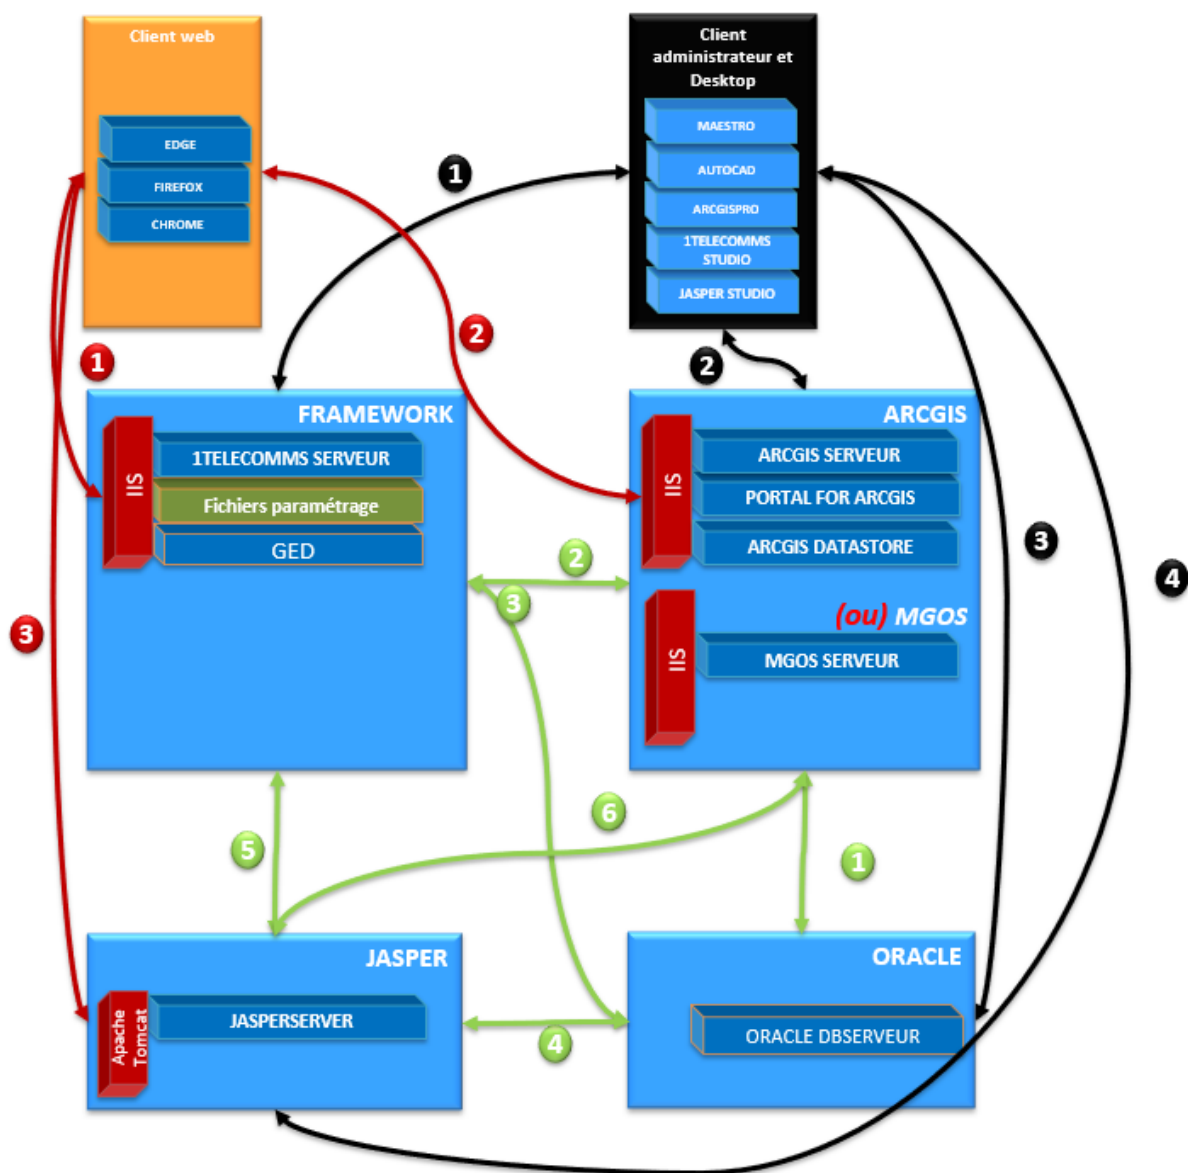 Client web
EDGE
FIREFOX
CHROME
Client
administrateur et
Desktop
MAESTRO
AUTOCAD
ARCGISPRO
1TELECOMMS
STUDIO
JASPER STUDIO
1
2
1
2
FRAMEWORK
IIS
1TELECOMMS SERVEUR
Fichiers paramétrage
GED
ARCGIS
IIS
ARCGIS SERVEUR
PORTAL FOR ARCGIS
ARCGIS DATASTORE
2
3
3
4
3
(ou) MGOS
IIS
MGOS SERVEUR
6
5
1
JASPER
Apache
Tomcat
JASPERSERVER
4
ORACLE
ORACLE DBSERVEUR